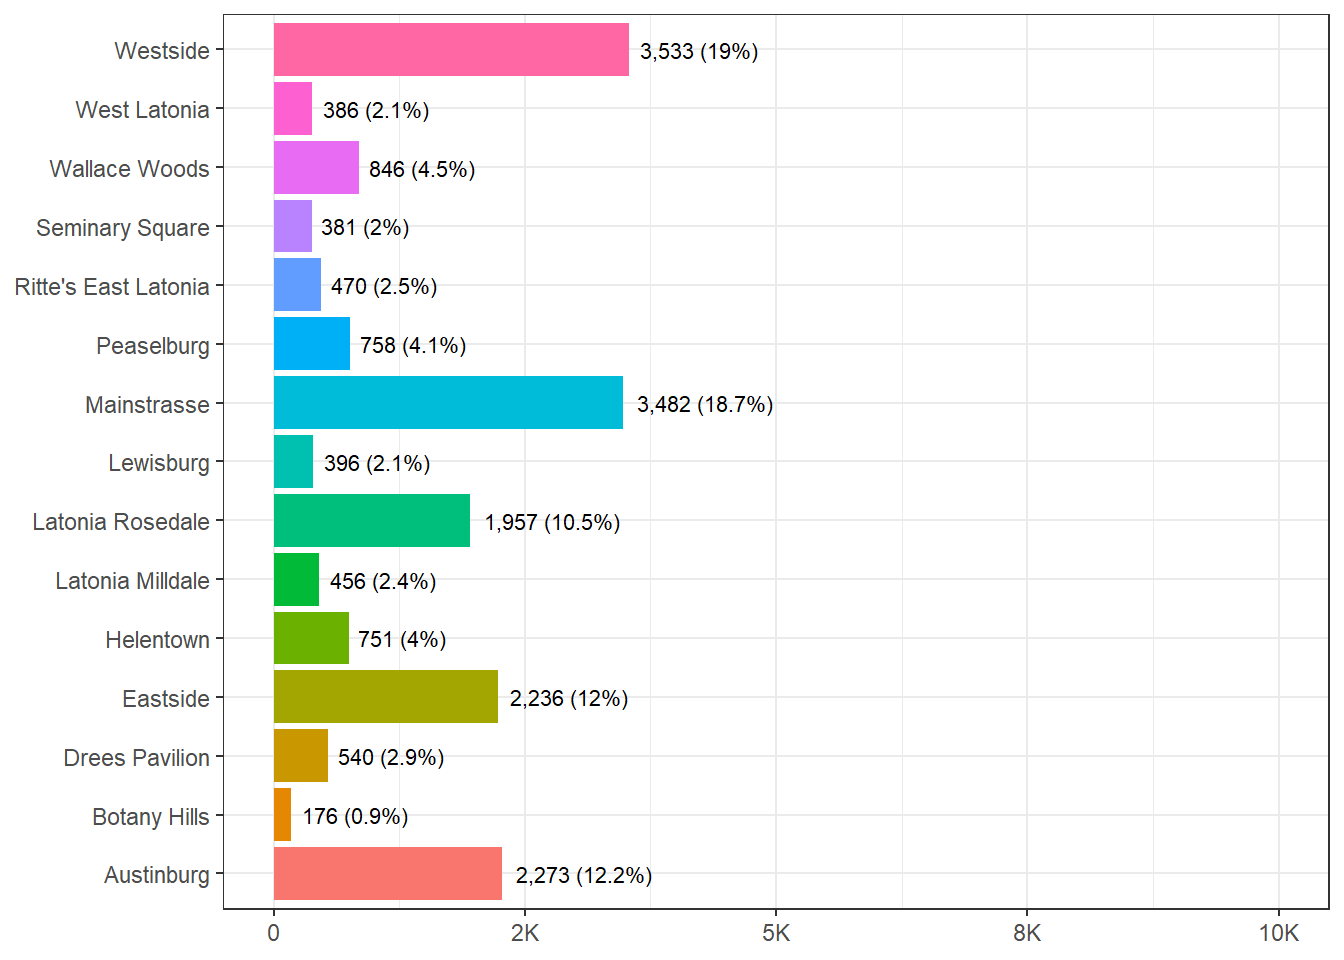 Westside 3,533 (19%)
West Latonia 386 (2.1%)
Wallace Woods 846 (4.5%)
Seminary Square 381 (2%)
Ritte's East Latonia 470 (2.5%)
Peaselburg 758 (4.1%)
Mainstrasse 3,482 (18.7%)
Lewisburg 396 (2.1%)
Latonia Rosedale 1,957 (10.5%)
Latonia Milldale 456 (2.4%)
Helentown 751 (4%)
Eastside 2,236 (12%)
Drees Pavilion 540 (2.9%)
Botany Hills 176 (0.9%)
Austinburg 2,273 (12.2%)
0 2K 5K 8K 10K